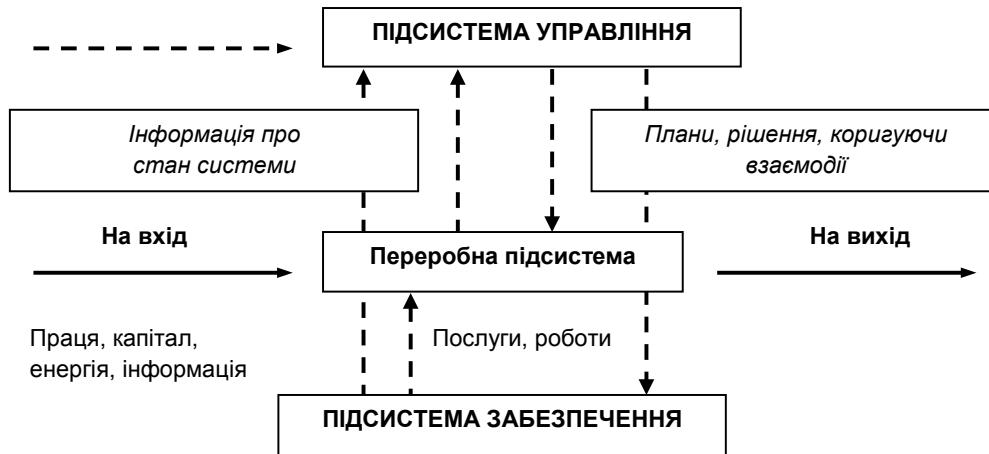 ПІДСИСТЕМА УПРАВЛІННЯ
Інформація про
стан системи
Плани, рішення, коригуючи
взаємодії
На вхід
Переробна підсистема
На вихід
Праця, капітал,
енергія, інформація
Послуги, роботи
ПІДСИСТЕМА ЗАБЕЗПЕЧЕННЯ